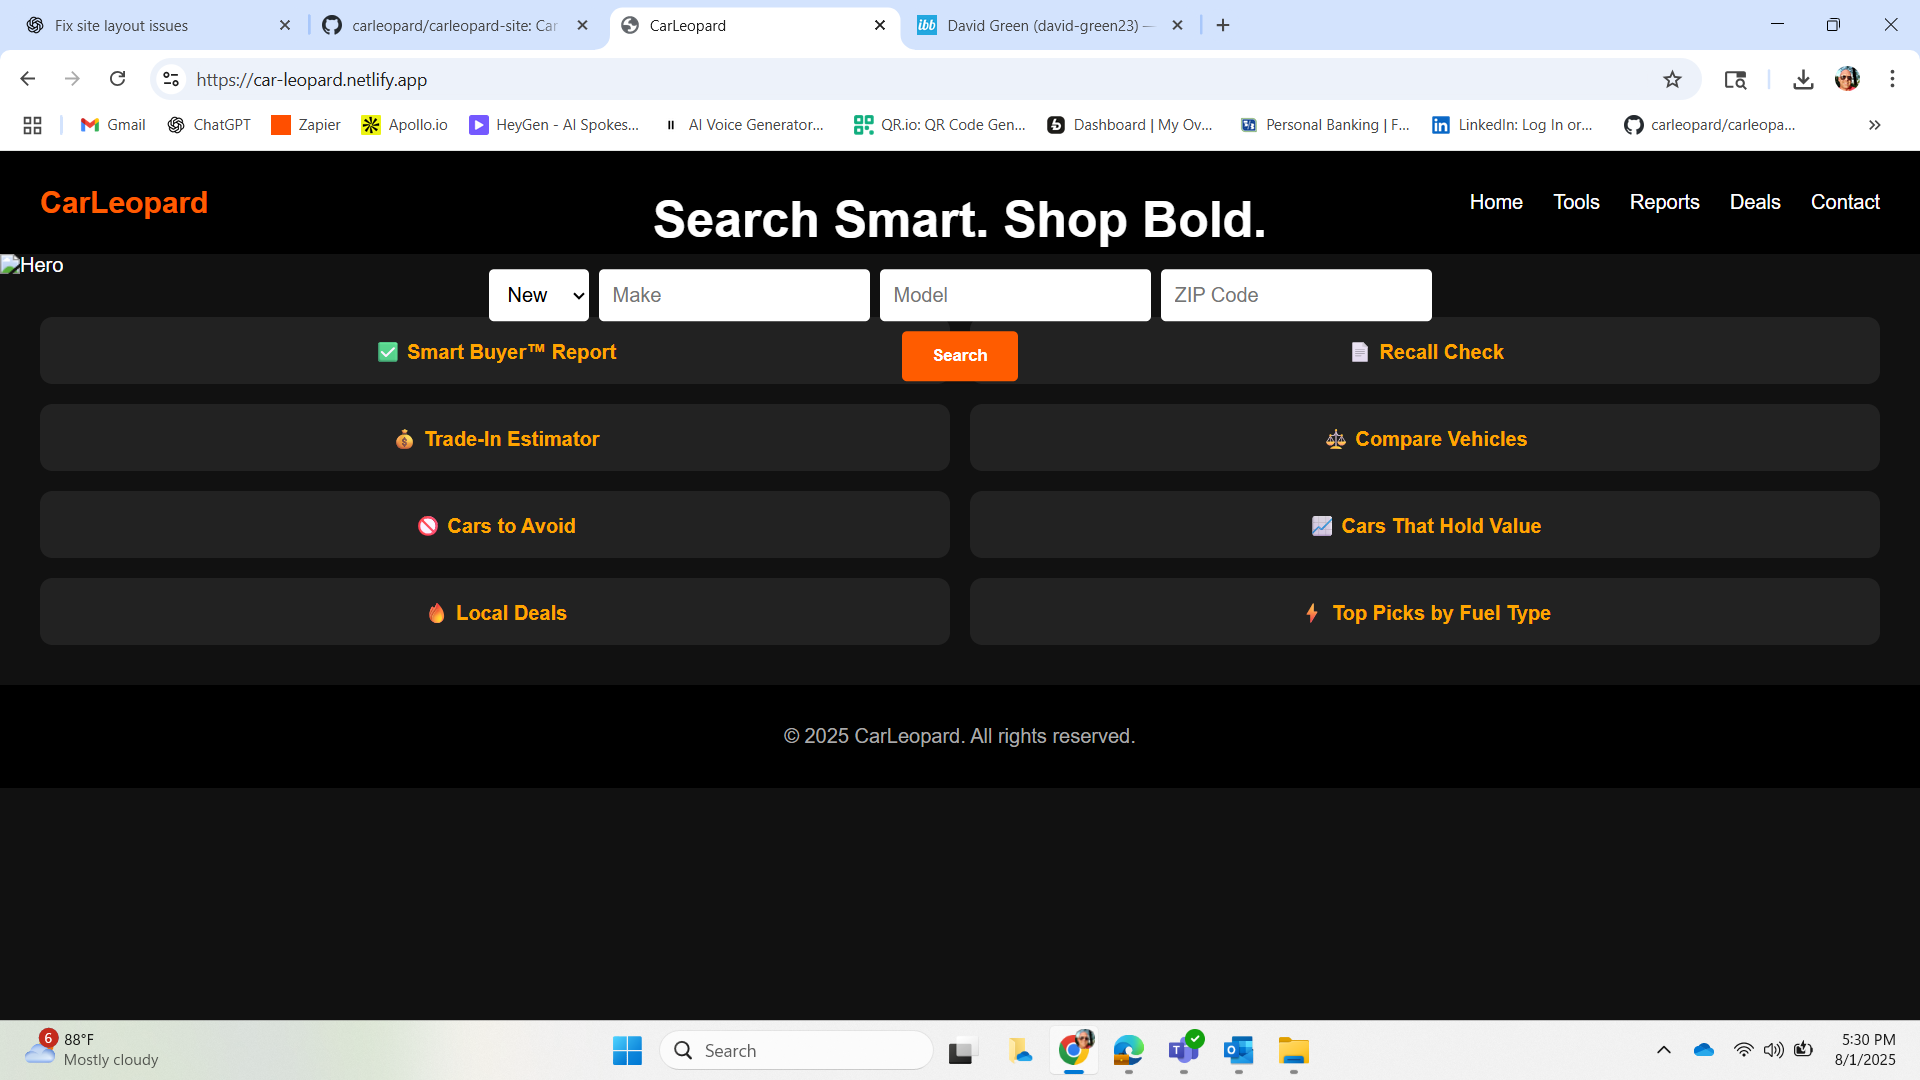 Fix site layout issues
carleopard/carleopard-site: Car
CarLeopard
ibb
David Green (david-green23) —
https://car-leopard.netlify.app
Gmail
ChatGPT
Zapier
Apollo.io
HeyGen - AI Spokes...
AI Voice Generator...
QR.io: QR Code Gen...
Dashboard | My Ov...
Personal Banking | F...
LinkedIn: Log In or...
carleopard/carleopa...
CarLeopard
Search Smart. Shop Bold.
Home
Tools
Reports
Deals
Contact
Hero
New
Make
Model
ZIP Code
✅ Smart Buyer™ Report
Search
📄 Recall Check
💰 Trade-In Estimator
⚖️ Compare Vehicles
🚫 Cars to Avoid
📈 Cars That Hold Value
🔥 Local Deals
⚡ Top Picks by Fuel Type
© 2025 CarLeopard. All rights reserved.
6
88°F
Mostly cloudy
Search
5:30 PM
8/1/2025